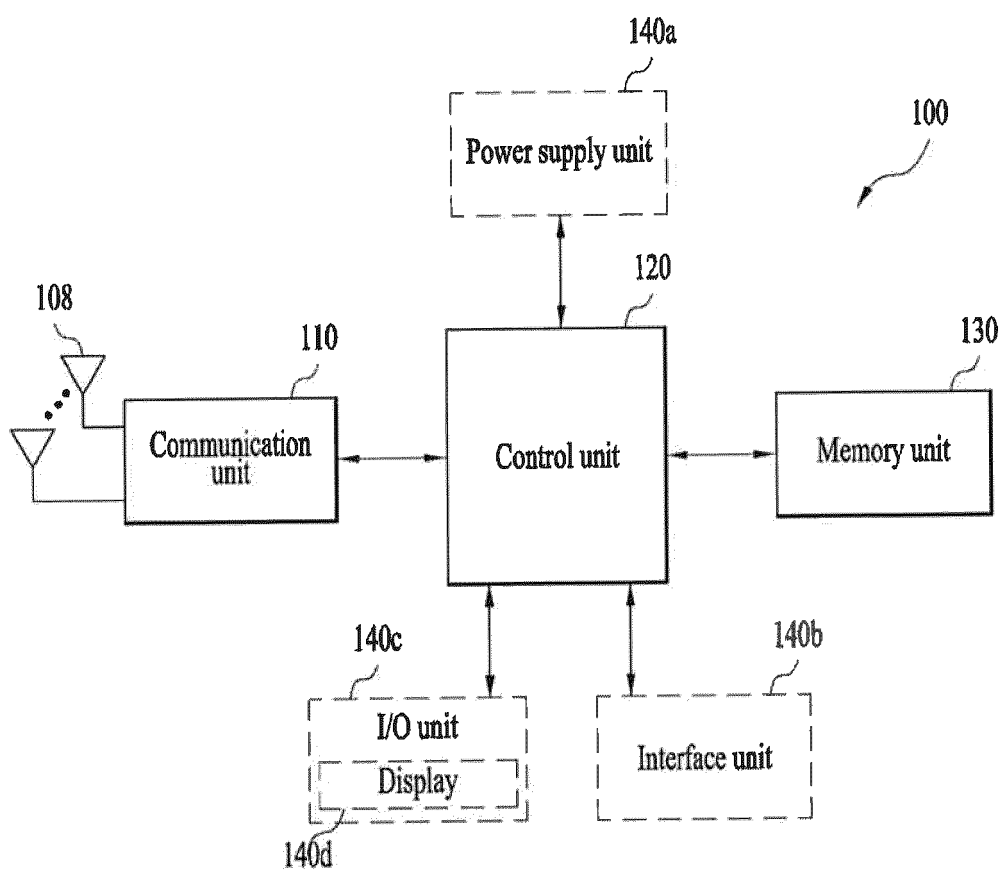 140a
Power supply unit
100
120
108
110
130
Communication
unit
Control unit
Memory unit
140c
140b
I/O unit
Display
Interface unit
140d